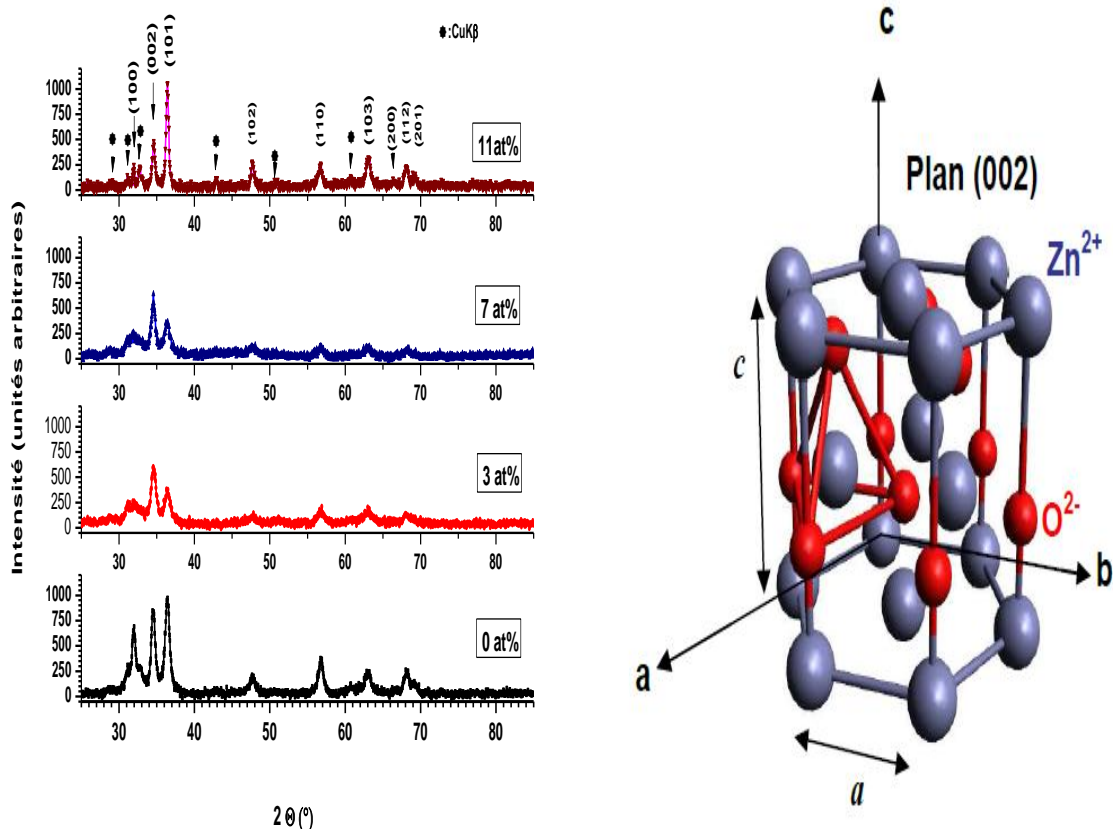 ✱:CuKβ
(100)
(002)
(101)
(102)
(110)
(103)
(200)
(112)
(201)
1000
750
500
250
0
11at%
30 40 50 60 70 80
1000
750
500
250
0
7 at%
30 40 50 60 70 80
1000
750
500
250
0
3 at%
30 40 50 60 70 80
1000
750
500
250
0
0 at%
30 40 50 60 70 80
Intensité (unités arbitraires)
2 Θ (º)
c
Plan (002)
Zn²⁺
c
O²⁻
b
a
a